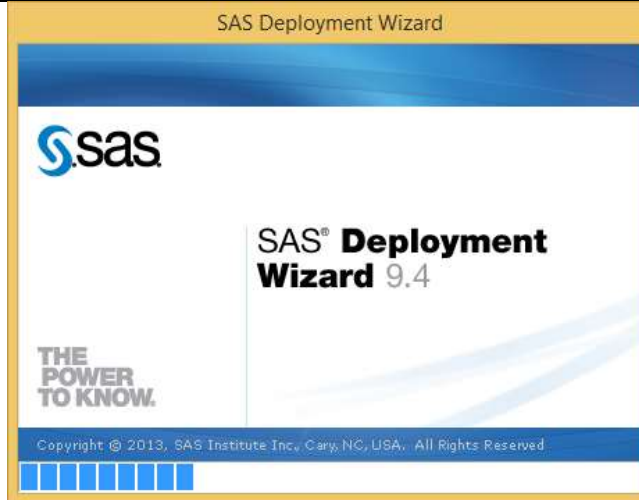 SAS Deployment Wizard
sas
SAS® Deployment
Wizard 9.4
THE
POWER
TO KNOW.
Copyright © 2013, SAS Institute Inc., Cary, NC, USA. All Rights Reserved